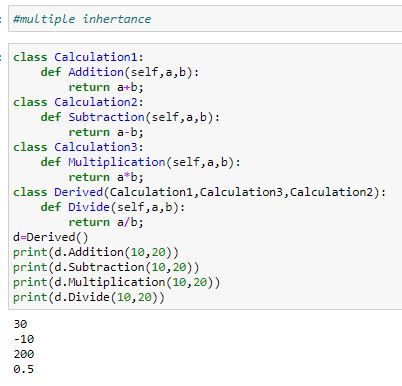 #multiple inhertance
class Calculation1:
    def Addition(self,a,b):
        return a+b;
class Calculation2:
    def Subtraction(self,a,b):
        return a-b;
class Calculation3:
    def Multiplication(self,a,b):
        return a*b;
class Derived(Calculation1,Calculation3,Calculation2):
    def Divide(self,a,b):
        return a/b;
d=Derived()
print(d.Addition(10,20))
print(d.Subtraction(10,20))
print(d.Multiplication(10,20))
print(d.Divide(10,20))
30
-10
200
0.5